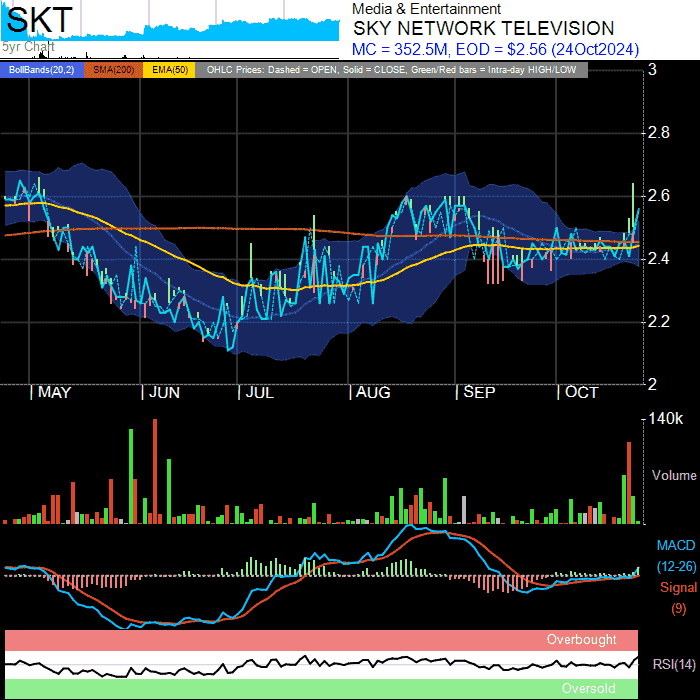 SKT
5yr Chart
Media & Entertainment
SKY NETWORK TELEVISION
MC = 352.5M, EOD = $2.56 (24Oct2024)
BollBands(20,2) SMA(200) EMA(50) OHLC Prices: Dashed = OPEN, Solid = CLOSE, Green/Red bars = Intra-day HIGH/LOW
3
2.8
2.6
2.4
2.2
2
MAY JUN JUL AUG SEP OCT
140k
Volume
MACD
(12-26)
Signal
(9)
Overbought
RSI(14)
Oversold